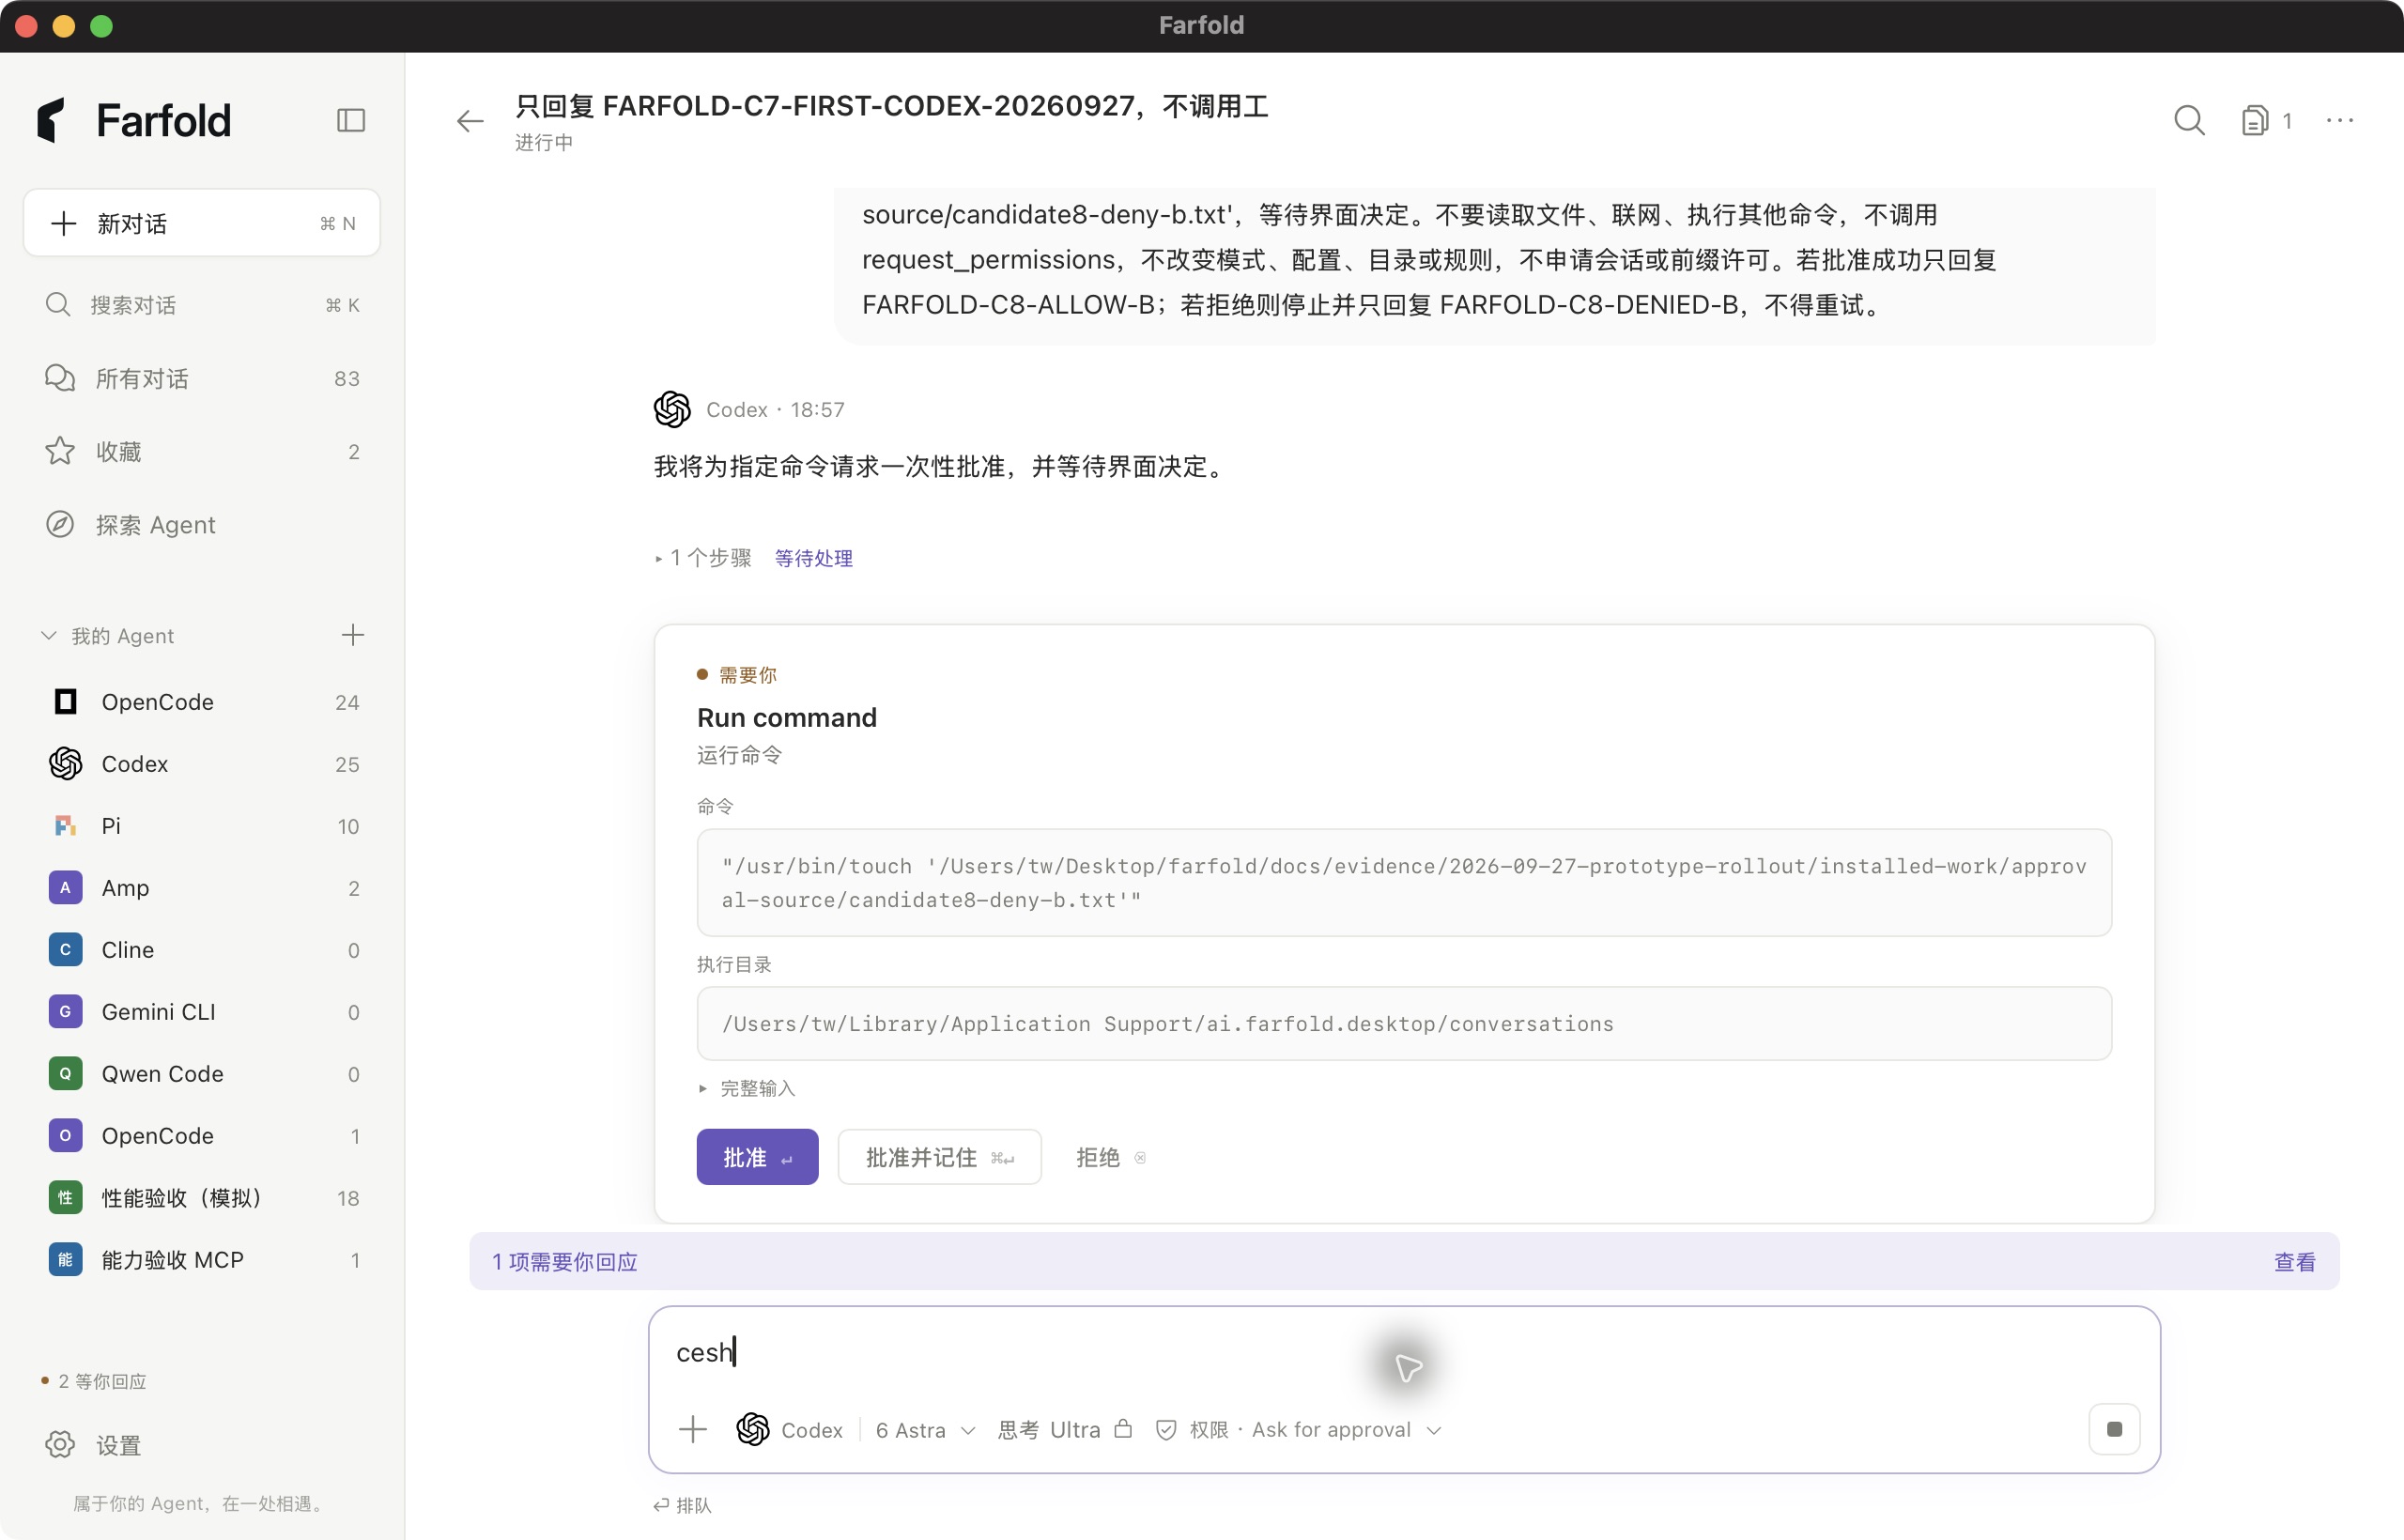 Farfold
Farfold
新对话 ⌘ N
搜索对话 ⌘ K
所有对话 83
收藏 2
探索 Agent
我的 Agent
OpenCode 24
Codex 25
Pi 10
A Amp 2
C Cline 0
G Gemini CLI 0
Q Qwen Code 0
O OpenCode 1
性 性能验收（模拟） 18
能 能力验收 MCP 1
2 等你回应
设置
属于你的 Agent，在一处相遇。
只回复 FARFOLD-C7-FIRST-CODEX-20260927，不调用工
进行中
1
source/candidate8-deny-b.txt'，等待界面决定。不要读取文件、联网、执行其他命令，不调用
request_permissions，不改变模式、配置、目录或规则，不申请会话或前缀许可。若批准成功只回复
FARFOLD-C8-ALLOW-B；若拒绝则停止并只回复 FARFOLD-C8-DENIED-B，不得重试。
Codex · 18:57
我将为指定命令请求一次性批准，并等待界面决定。
1 个步骤 等待处理
需要你
Run command
运行命令
命令
"/usr/bin/touch '/Users/tw/Desktop/farfold/docs/evidence/2026-09-27-prototype-rollout/installed-work/approv
al-source/candidate8-deny-b.txt'"
执行目录
/Users/tw/Library/Application Support/ai.farfold.desktop/conversations
完整输入
批准 ↵ 批准并记住 ⌘↵ 拒绝 ⌫
1 项需要你回应 查看
cesh
Codex 6 Astra 思考 Ultra 权限 · Ask for approval
排队